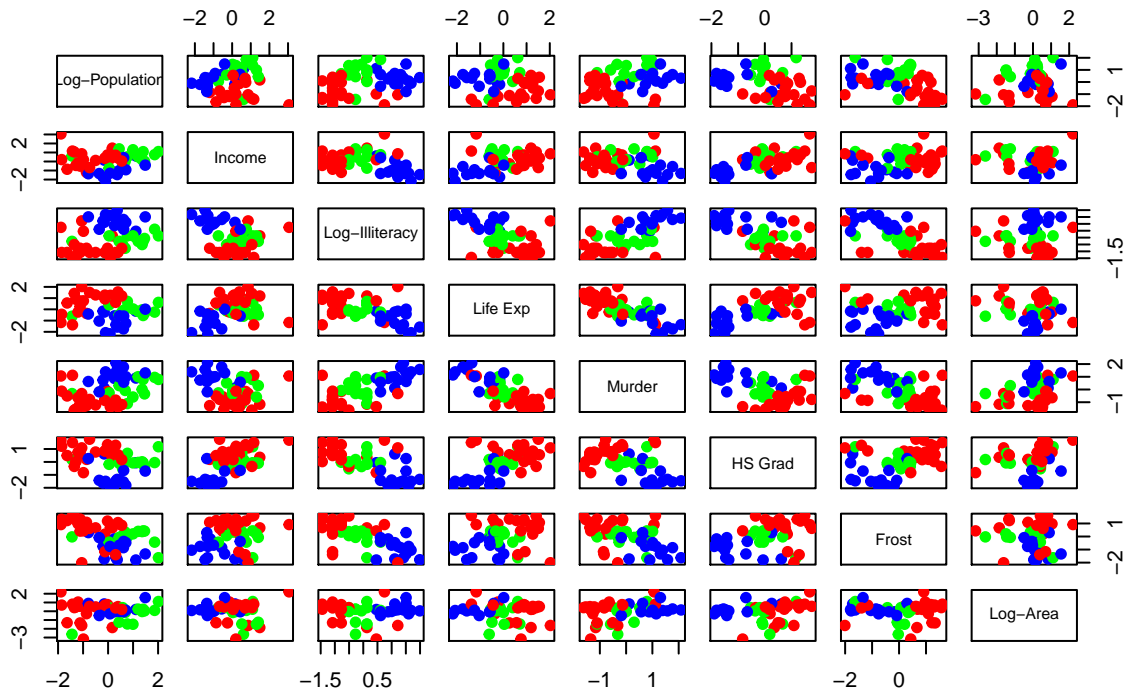 −2 0 2
−2 0 2
0
−3 0 2
Log−Population
−2 1
−2 2
Income
Log−Illiteracy
−1.5
−2 2
Life Exp
Murder
−1 2
−2 1
HS Grad
Frost
−2 1
−3 2
Log−Area
−2 0 2
−1.5 0.5
−1 1
−2 0